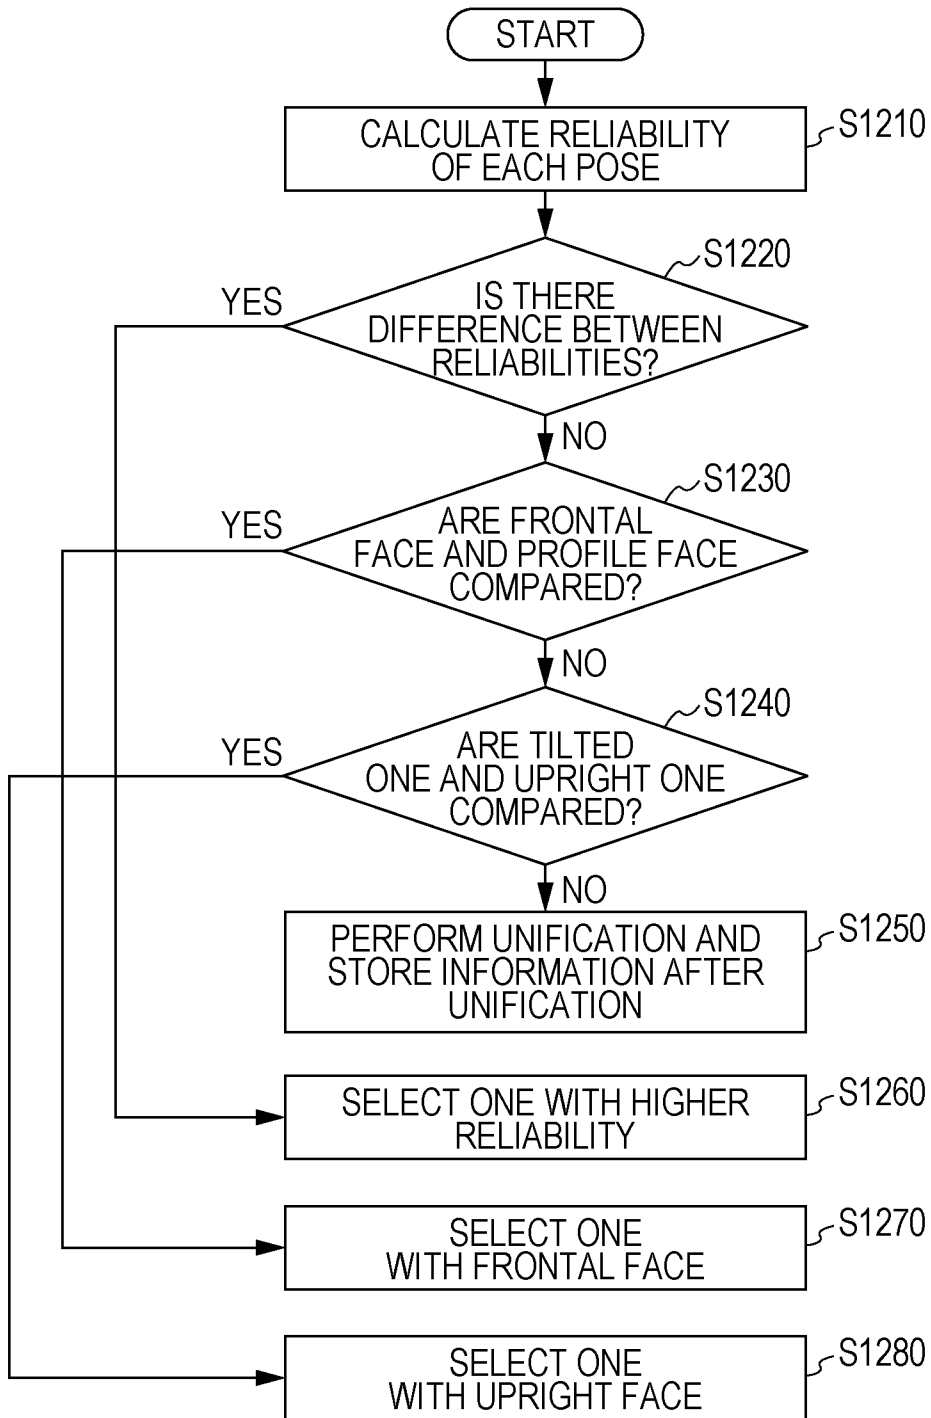 START
CALCULATE RELIABILITY
OF EACH POSE
S1210
S1220
YES
IS THERE
DIFFERENCE BETWEEN
RELIABILITIES?
NO
S1230
YES
ARE FRONTAL
FACE AND PROFILE FACE
COMPARED?
NO
S1240
YES
ARE TILTED
ONE AND UPRIGHT ONE
COMPARED?
NO
PERFORM UNIFICATION AND
STORE INFORMATION AFTER
UNIFICATION
S1250
SELECT ONE WITH HIGHER
RELIABILITY
S1260
SELECT ONE
WITH FRONTAL FACE
S1270
SELECT ONE
WITH UPRIGHT FACE
S1280